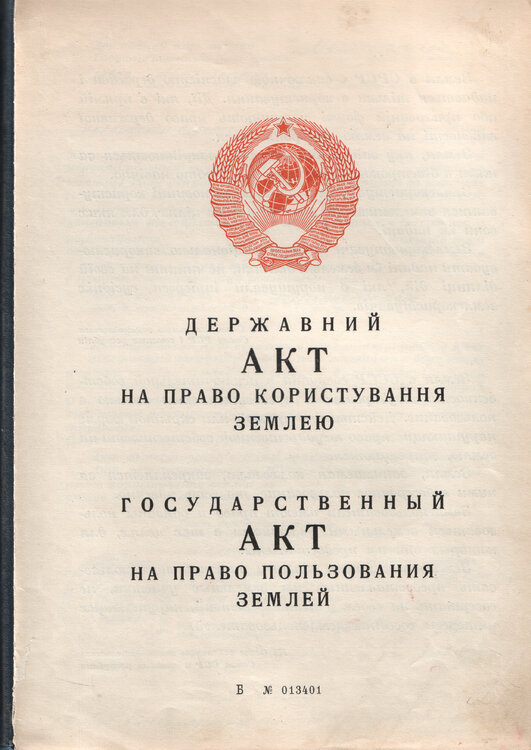 ДЕРЖАВНИЙ
АКТ
НА ПРАВО КОРИСТУВАННЯ
ЗЕМЛЕЮ
ГОСУДАРСТВЕННЫЙ
АКТ
НА ПРАВО ПОЛЬЗОВАНИЯ
ЗЕМЛЕЙ
Б № 013401